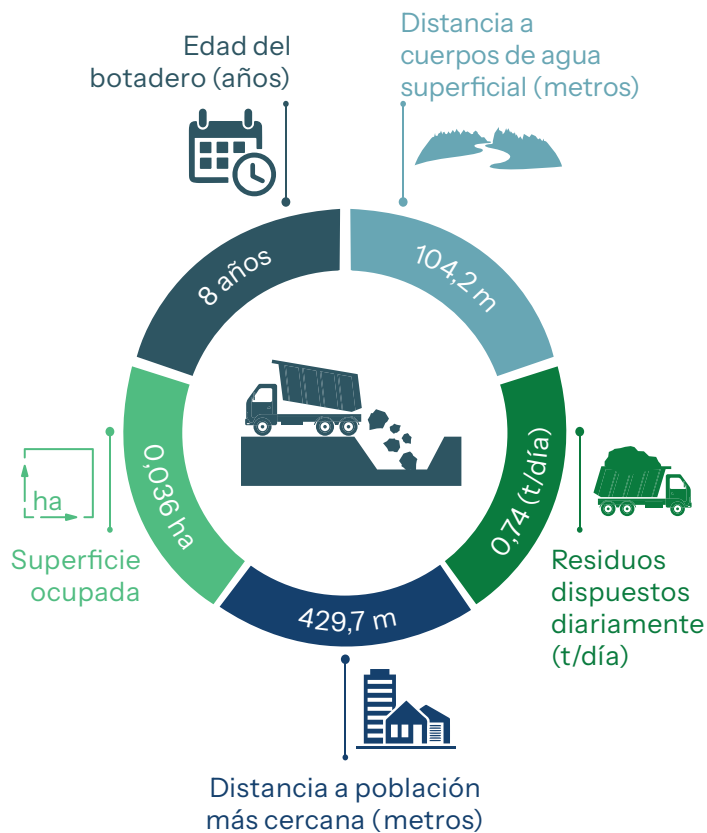 Edad del
botadero (años)
Distancia a
cuerpos de agua
superficial (metros)
8 años
104,2 m
ha
0,036 ha
0,74 (t/día)
Superficie
ocupada
Residuos
dispuestos
diariamente
(t/día)
429,7 m
Distancia a población
más cercana (metros)